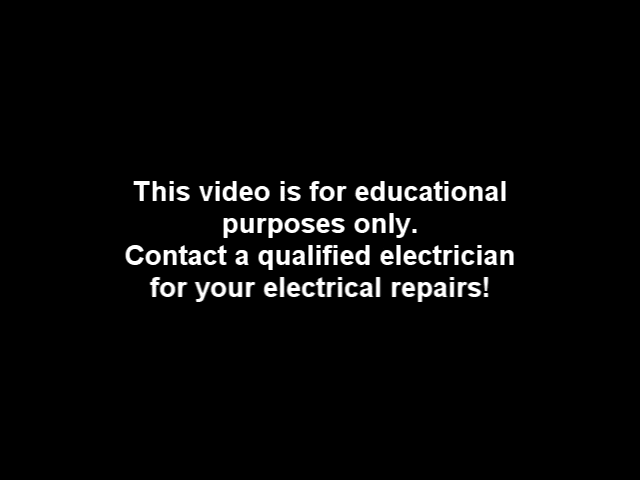 This video is for educational
purposes only.
Contact a qualified electrician
for your electrical repairs!